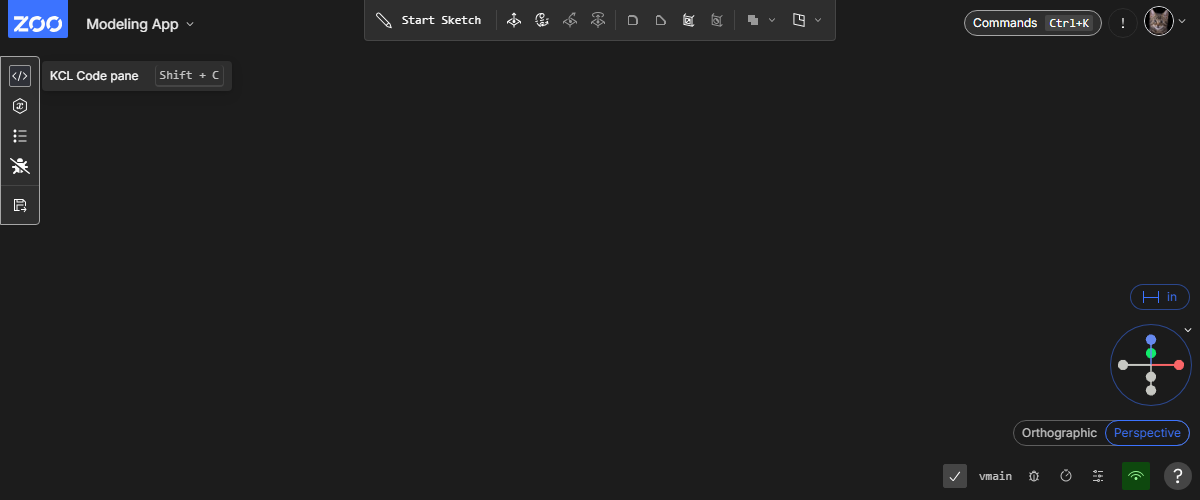 ZOO Modeling App
Start Sketch
Commands Ctrl+K !
KCL Code pane Shift + C
in
Orthographic Perspective
vmain ?